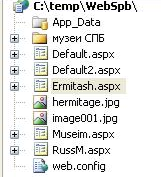 C:\temp\WebSpb\
App_Data
музеи СПБ
Default.aspx
Default2.aspx
Ermitash.aspx
hermitage.jpg
image001.jpg
Museim.aspx
RussM.aspx
web.config